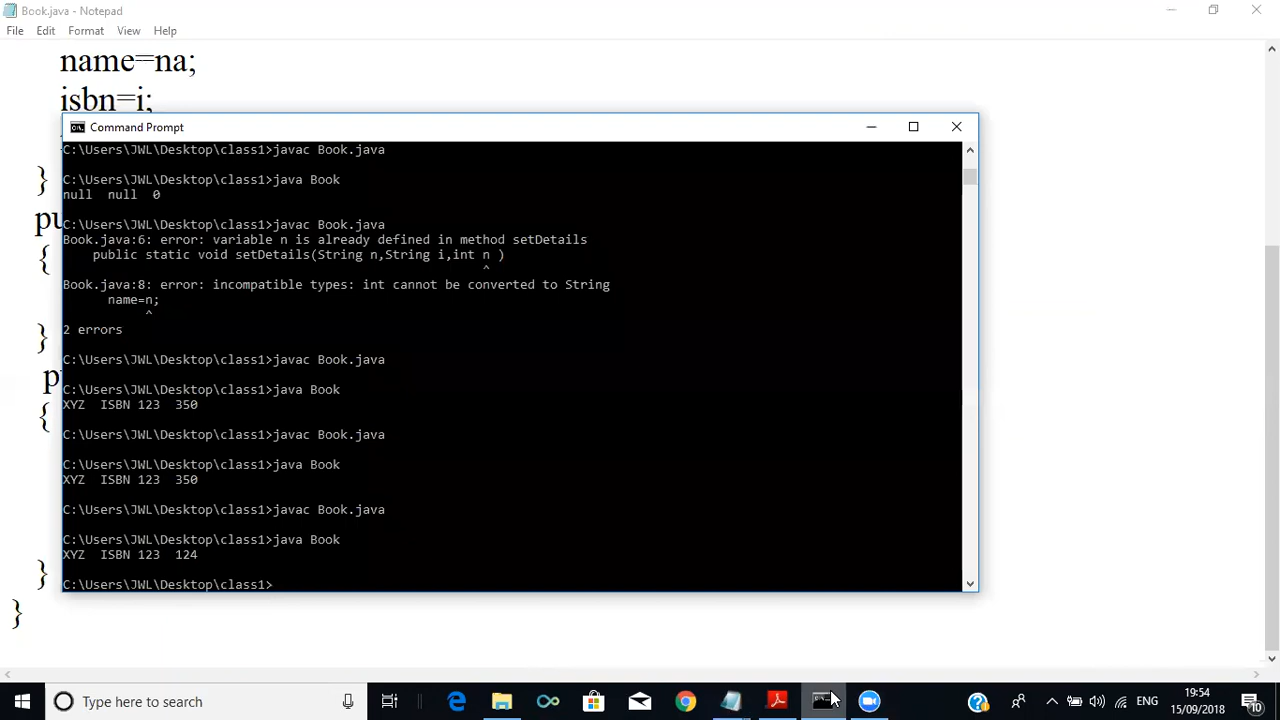 Book.java - Notepad
File Edit Format View Help
name=na;
isbn=i;
Command Prompt
C:\Users\JWL\Desktop\class1>javac Book.java
C:\Users\JWL\Desktop\class1>java Book
null  null  0
C:\Users\JWL\Desktop\class1>javac Book.java
Book.java:6: error: variable n is already defined in method setDetails
public static void setDetails(String n,String i,int n )
^
Book.java:8: error: incompatible types: int cannot be converted to String
name=n;
^
2 errors
C:\Users\JWL\Desktop\class1>javac Book.java
C:\Users\JWL\Desktop\class1>java Book
XYZ  ISBN 123  350
C:\Users\JWL\Desktop\class1>javac Book.java
C:\Users\JWL\Desktop\class1>java Book
XYZ  ISBN 123  350
C:\Users\JWL\Desktop\class1>javac Book.java
C:\Users\JWL\Desktop\class1>java Book
XYZ  ISBN 123  124
C:\Users\JWL\Desktop\class1>
}
pu
{
}
p
{
}
}
Type here to search
ENG
19:54
15/09/2018
10